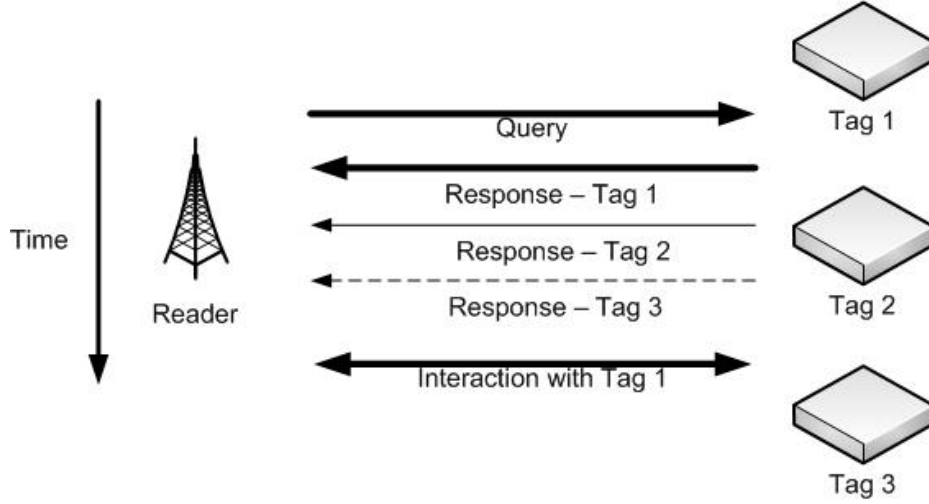 Tag 1
Query
Response – Tag 1
Time
Response – Tag 2
Reader
Response – Tag 3
Tag 2
Interaction with Tag 1
Tag 3